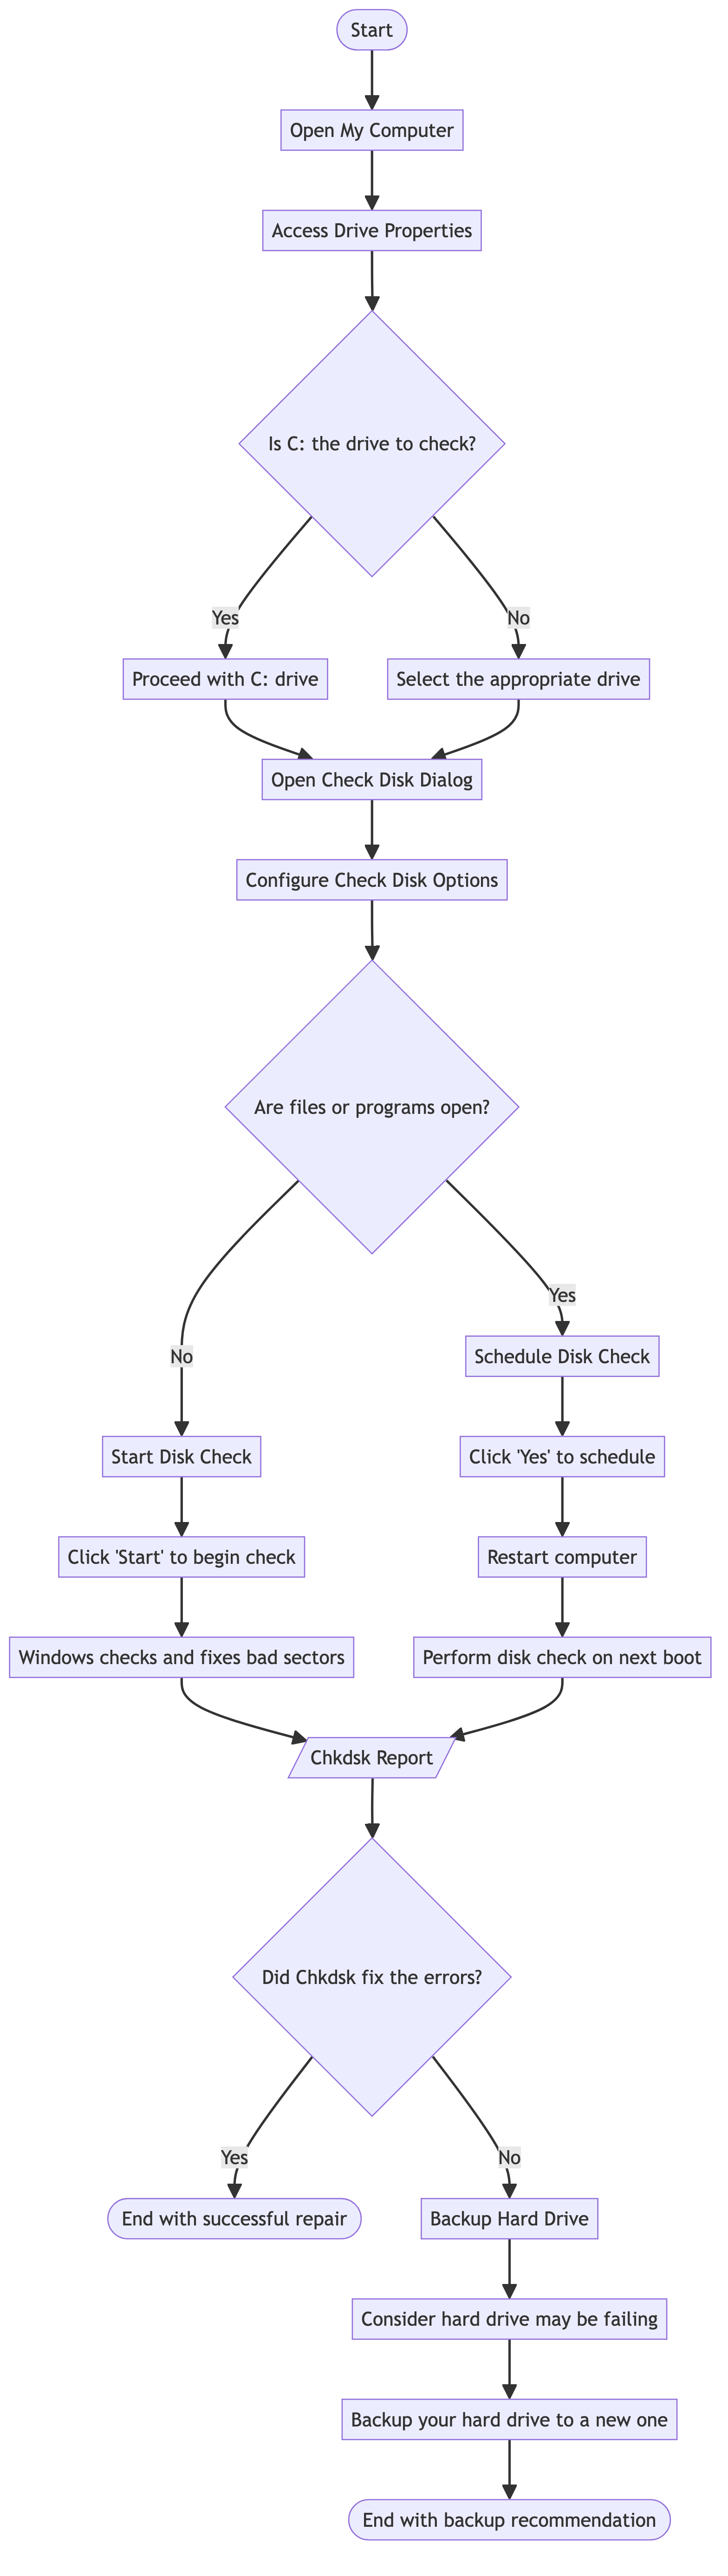 Start
Open My Computer
Access Drive Properties
Is C: the drive to check?
Yes
No
Proceed with C: drive
Select the appropriate drive
Open Check Disk Dialog
Configure Check Disk Options
Are files or programs open?
Yes
No
Schedule Disk Check
Start Disk Check
Click 'Yes' to schedule
Click 'Start' to begin check
Restart computer
Windows checks and fixes bad sectors
Perform disk check on next boot
Chkdsk Report
Did Chkdsk fix the errors?
Yes
No
End with successful repair
Backup Hard Drive
Consider hard drive may be failing
Backup your hard drive to a new one
End with backup recommendation